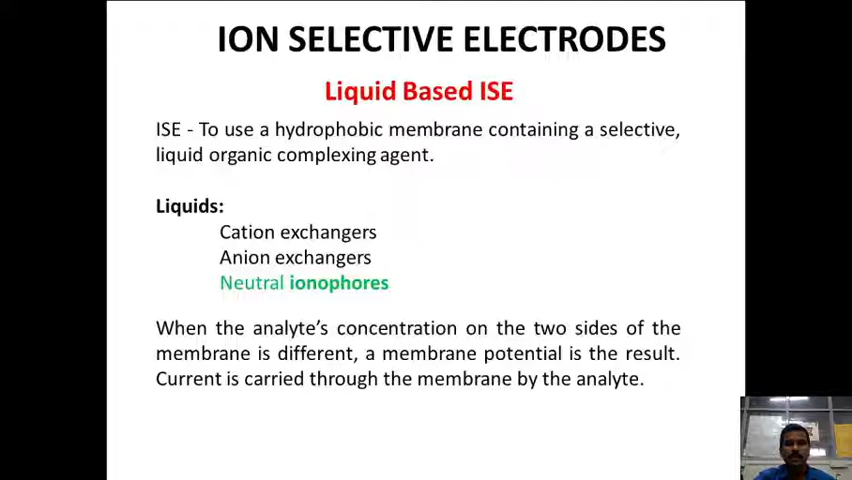 ION SELECTIVE ELECTRODES
Liquid Based ISE
ISE - To use a hydrophobic membrane containing a selective,
liquid organic complexing agent.
Liquids:
Cation exchangers
Anion exchangers
Neutral ionophores
When the analyte's concentration on the two sides of the
membrane is different, a membrane potential is the result.
Current is carried through the membrane by the analyte.